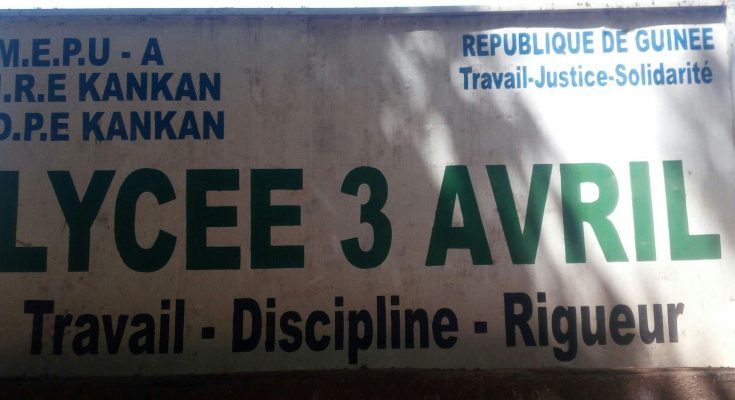 M.E.P.U - A
I.R.E KANKAN
D.P.E KANKAN
REPUBLIQUE DE GUINEE
Travail-Justice-Solidarité
LYCEE 3 AVRIL
Travail - Discipline - Rigueur